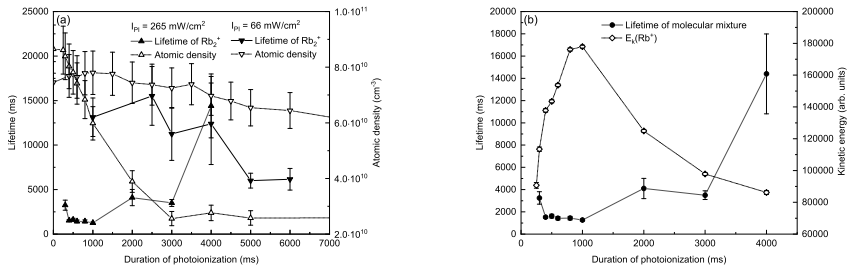 (a)
I_PI = 265 mW/cm²
I_PI = 66 mW/cm²
Lifetime of Rb₂⁺
Lifetime of Rb₂⁺
Atomic density
Atomic density
25000
20000
15000
10000
5000
0
Lifetime (ms)
1.0·10¹¹
8.0·10¹⁰
6.0·10¹⁰
4.0·10¹⁰
2.0·10¹⁰
Atomic density (cm⁻³)
0 1000 2000 3000 4000 5000 6000 7000
Duration of photoionization (ms)
(b)
Lifetime of molecular mixture
Eₖ(Rb⁺)
20000
18000
16000
14000
12000
10000
8000
6000
4000
2000
0
Lifetime (ms)
200000
180000
160000
140000
120000
100000
80000
60000
Kinetic energy (arb. units)
0 1000 2000 3000 4000
Duration of photoionization (ms)